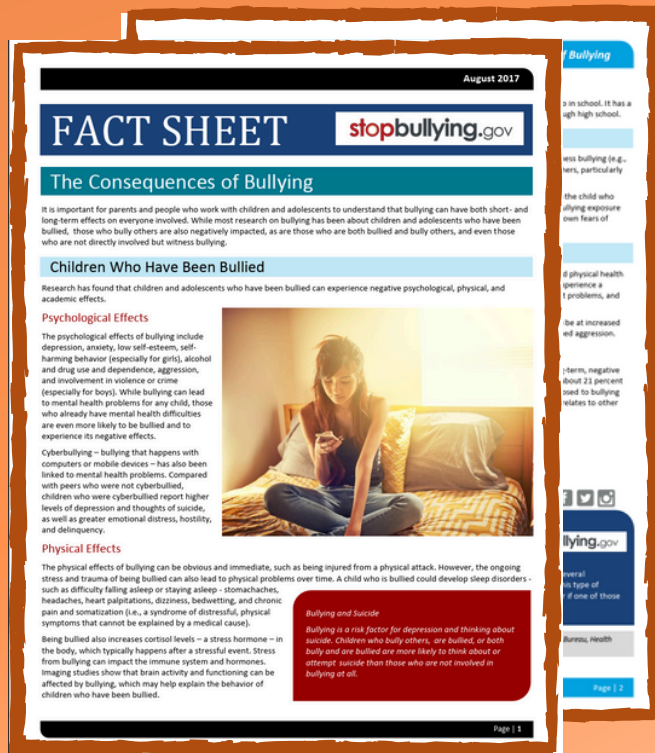 August 2017
FACT SHEET
stopbullying.gov
The Consequences of Bullying
It is important for parents and people who work with children and adolescents to understand that bullying can have both short- and
long-term effects on everyone involved. While most research on bullying has been about children and adolescents who have been
bullied, those who bully others are also negatively impacted, as are those who are both bullied and bully others, and even those
who are not directly involved but witness bullying.
Children Who Have Been Bullied
Research has found that children and adolescents who have been bullied can experience negative psychological, physical, and
academic effects.
Psychological Effects
The psychological effects of bullying include
depression, anxiety, low self-esteem, self-
harming behavior (especially for girls), alcohol
and drug use and dependence, aggression,
and involvement in violence or crime
(especially for boys). While bullying can lead
to mental health problems for any child, those
who already have mental health difficulties
are even more likely to be bullied and to
experience its negative effects.
Cyberbullying – bullying that happens with
computers or mobile devices – has also been
linked to mental health problems. Compared
with peers who were not cyberbullied,
children who were cyberbullied report higher
levels of depression and thoughts of suicide,
as well as greater emotional distress, hostility,
and delinquency.
Physical Effects
The physical effects of bullying can be obvious and immediate, such as being injured from a physical attack. However, the ongoing
stress and trauma of being bullied can also lead to physical problems over time. A child who is bullied could develop sleep disorders -
such as difficulty falling asleep or staying asleep - stomachaches,
headaches, heart palpitations, dizziness, bedwetting, and chronic
pain and somatization (i.e., a syndrome of distressful, physical
symptoms that cannot be explained by a medical cause).
Being bullied also increases cortisol levels – a stress hormone – in
the body, which typically happens after a stressful event. Stress
from bullying can impact the immune system and hormones.
Imaging studies show that brain activity and functioning can be
affected by bullying, which may help explain the behavior of
children who have been bullied.
Bullying and Suicide
Bullying is a risk factor for depression and thinking about
suicide. Children who bully others, are bullied, or both
bully and are bullied are more likely to think about or
attempt suicide than those who are not involved in
bullying at all.
Page | 1
of Bullying
in school. It has a
high school.
bullying (e.g.,
particularly
the child who
exposure
own fears of
physical health
problems, and
be at increased
aggression.
-term, negative
about 21 percent
to bullying
relates to other
.gov
several
this type of
if one of those
Bureau, Health
Page | 2